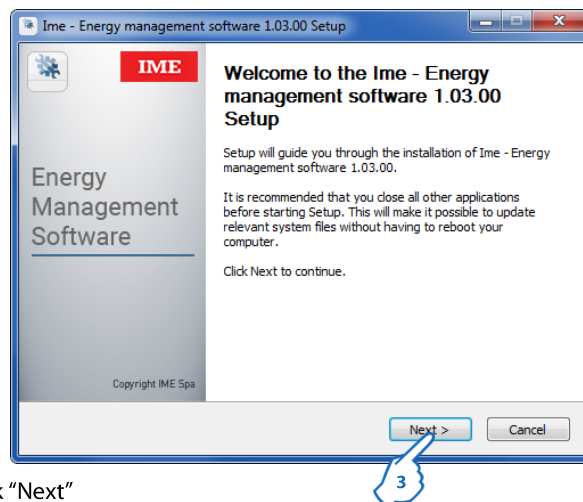 Ime - Energy management software 1.03.00 Setup
IME
Energy
Management
Software
Copyright IME Spa
Welcome to the Ime - Energy
management software 1.03.00
Setup
Setup will guide you through the installation of Ime - Energy
management software 1.03.00.
It is recommended that you close all other applications
before starting Setup. This will make it possible to update
relevant system files without having to reboot your
computer.
Click Next to continue.
Next >
Cancel
3
“Next”